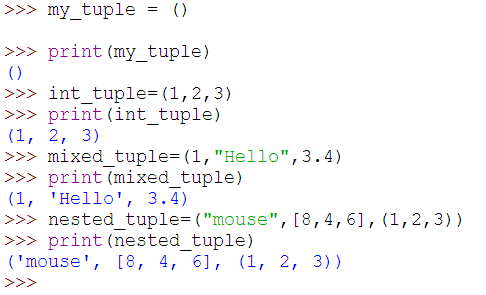 >>> my_tuple = ()
>>> print(my_tuple)
()
>>> int_tuple=(1,2,3)
>>> print(int_tuple)
(1, 2, 3)
>>> mixed_tuple=(1,"Hello",3.4)
>>> print(mixed_tuple)
(1, 'Hello', 3.4)
>>> nested_tuple=("mouse",[8,4,6],(1,2,3))
>>> print(nested_tuple)
('mouse', [8, 4, 6], (1, 2, 3))
>>>